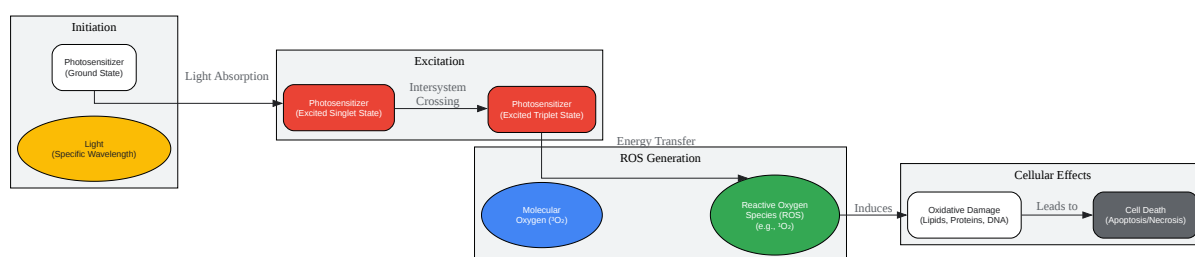 Initiation
Photosensitizer
(Ground State)
Light
(Specific Wavelength)
Light Absorption
Excitation
Photosensitizer
(Excited Singlet State)
Intersystem
Crossing
Photosensitizer
(Excited Triplet State)
Energy Transfer
ROS Generation
Molecular
Oxygen (³O₂)
Reactive Oxygen
Species (ROS)
(e.g., ¹O₂)
Induces
Cellular Effects
Oxidative Damage
(Lipids, Proteins, DNA)
Leads to
Cell Death
(Apoptosis/Necrosis)